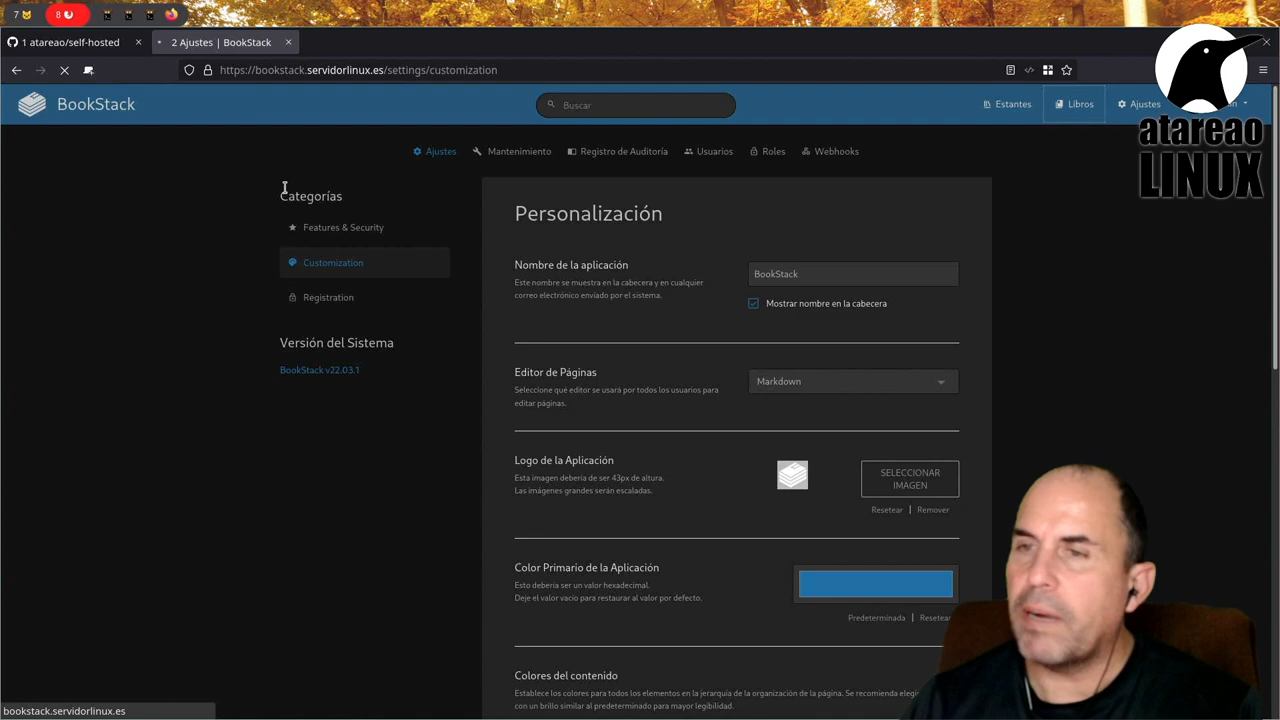 7
8
1 atareao/self-hosted
2 Ajustes | BookStack
https://bookstack.servidorlinux.es/settings/customization
BookStack
Buscar
Estantes
Libros
Ajustes
atareao
LINUX
Ajustes
Mantenimiento
Registro de Auditoría
Usuarios
Roles
Webhooks
Categorías
Features & Security
Customization
Registration
Versión del Sistema
BookStack v22.03.1
Personalización
Nombre de la aplicación
Este nombre se muestra en la cabecera y en cualquier
correo electrónico enviado por el sistema.
BookStack
Mostrar nombre en la cabecera
Editor de Páginas
Seleccione qué editor se usará por todos los usuarios para
editar páginas.
Markdown
Logo de la Aplicación
Esta imagen debería de ser 43px de altura.
Las imágenes grandes serán escaladas.
SELECCIONAR
IMAGEN
Resetear | Remover
Color Primario de la Aplicación
Esto debería ser un valor hexadecimal.
Deje el valor vacío para restaurar al valor por defecto.
Predeterminada | Resetear
Colores del contenido
Establece los colores para todos los elementos en la jerarquía de la organización de la página. Se recomienda
con un brillo similar al predeterminado para mayor legibilidad.
bookstack.servidorlinux.es